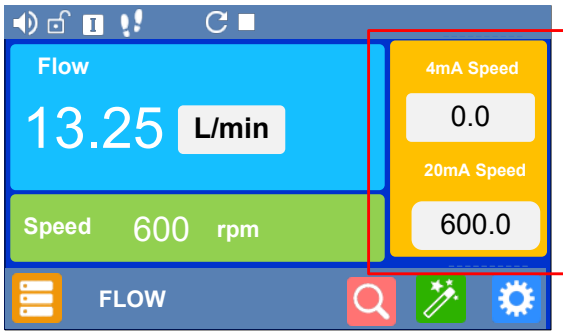 I
Flow
13.25 L/min
Speed 600 rpm
4mA Speed
0.0
20mA Speed
600.0
FLOW